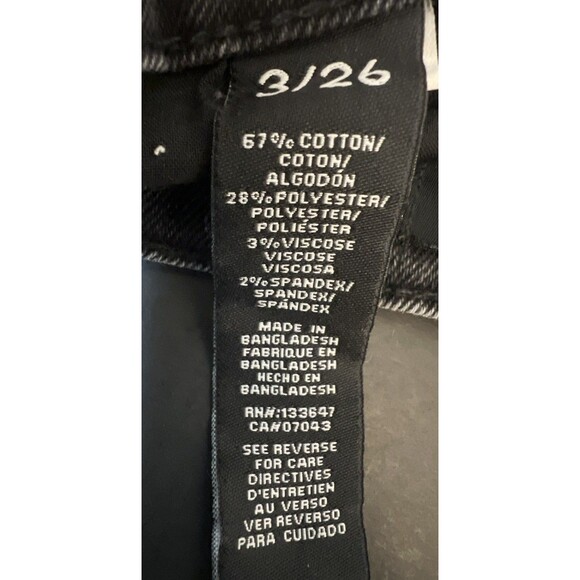 3/26
67% COTTON/
COTON/
ALGODÓN
28% POLYESTER/
POLYESTER/
POLIÉSTER
3% VISCOSE
VISCOSE
VISCOSA
2% SPANDEX/
SPANDEX/
SPÁNDEX
MADE IN
BANGLADESH
FABRIQUE EN
BANGLADESH
HECHO EN
BANGLADESH
RN#:133647
CA#07043
SEE REVERSE
FOR CARE
DIRECTIVES
D'ENTRETIEN
AU VERSO
VER REVERSO
PARA CUIDADO